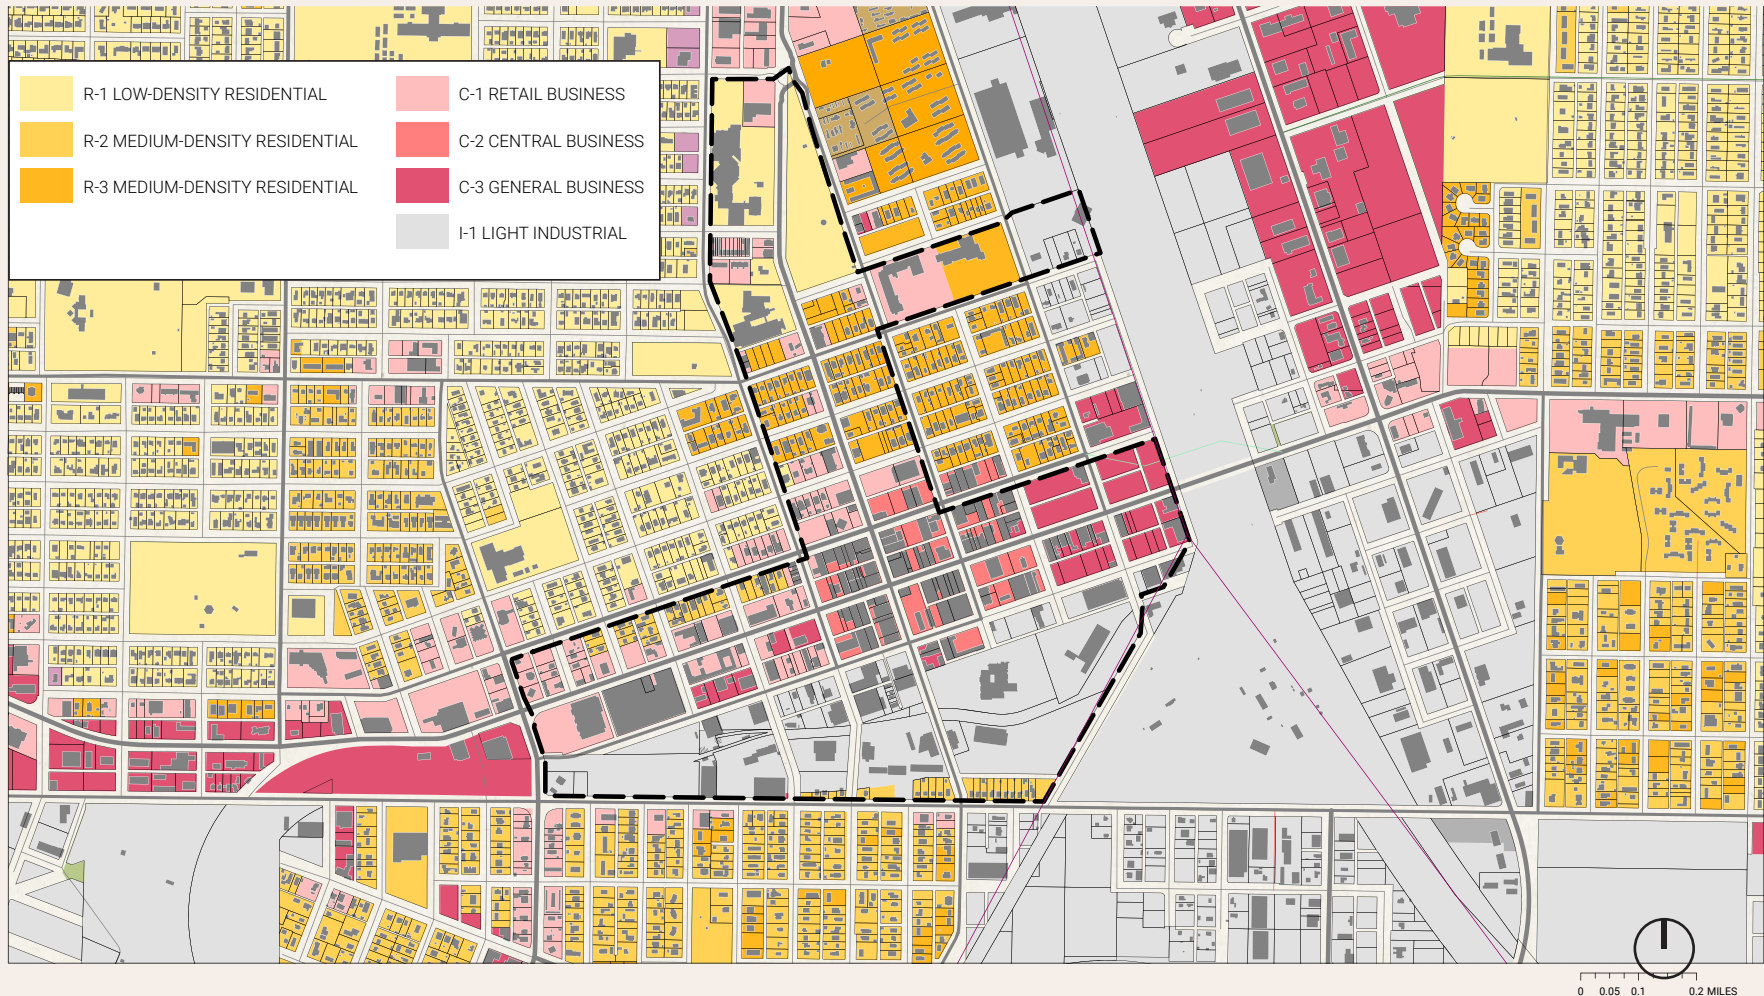 R-1 LOW-DENSITY RESIDENTIAL
R-2 MEDIUM-DENSITY RESIDENTIAL
R-3 MEDIUM-DENSITY RESIDENTIAL
C-1 RETAIL BUSINESS
C-2 CENTRAL BUSINESS
C-3 GENERAL BUSINESS
I-1 LIGHT INDUSTRIAL
0 0.05 0.1 0.2 MILES